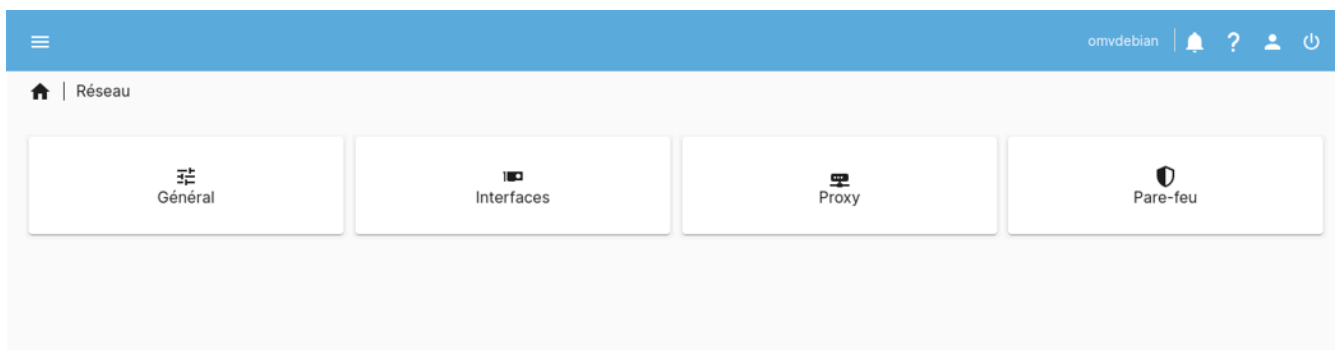 omvdebian
Réseau
Général
Interfaces
Proxy
Pare-feu